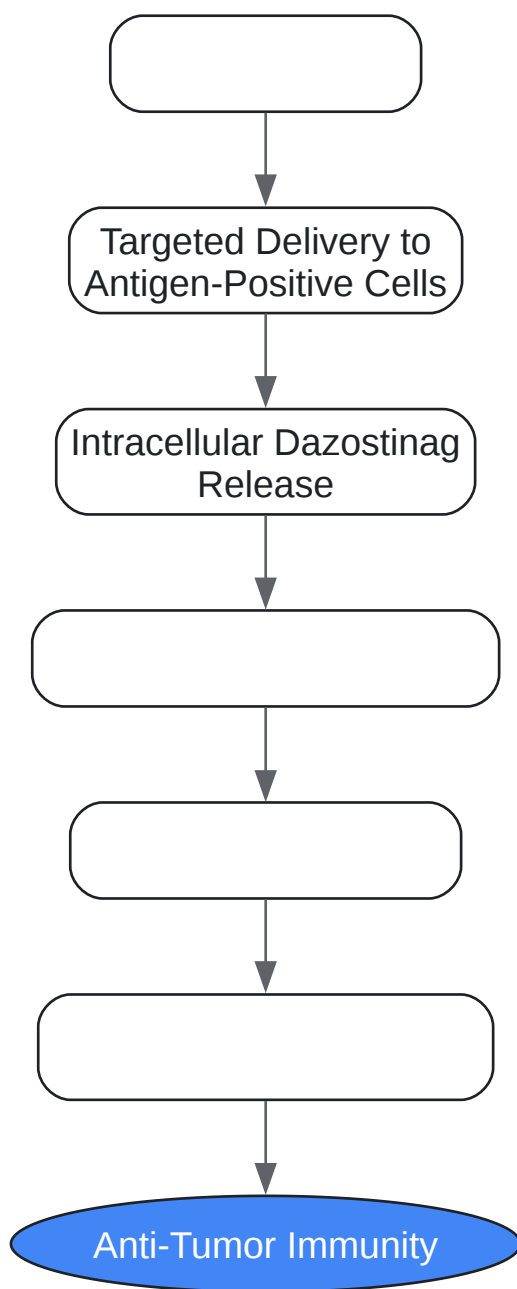 Targeted Delivery to
Antigen-Positive Cells
Intracellular Dazostinag
Release
Anti-Tumor Immunity